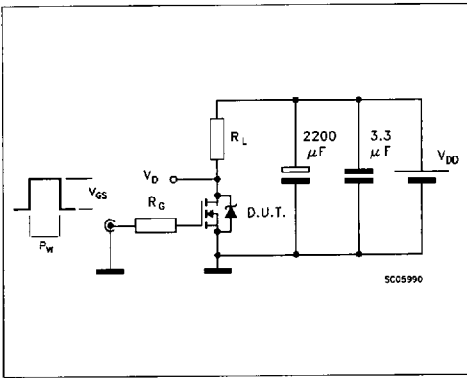 R_L
2200 µF
3.3 µF
V_DD
V_D
V_GS
R_G
D.U.T.
P_W
SC05990